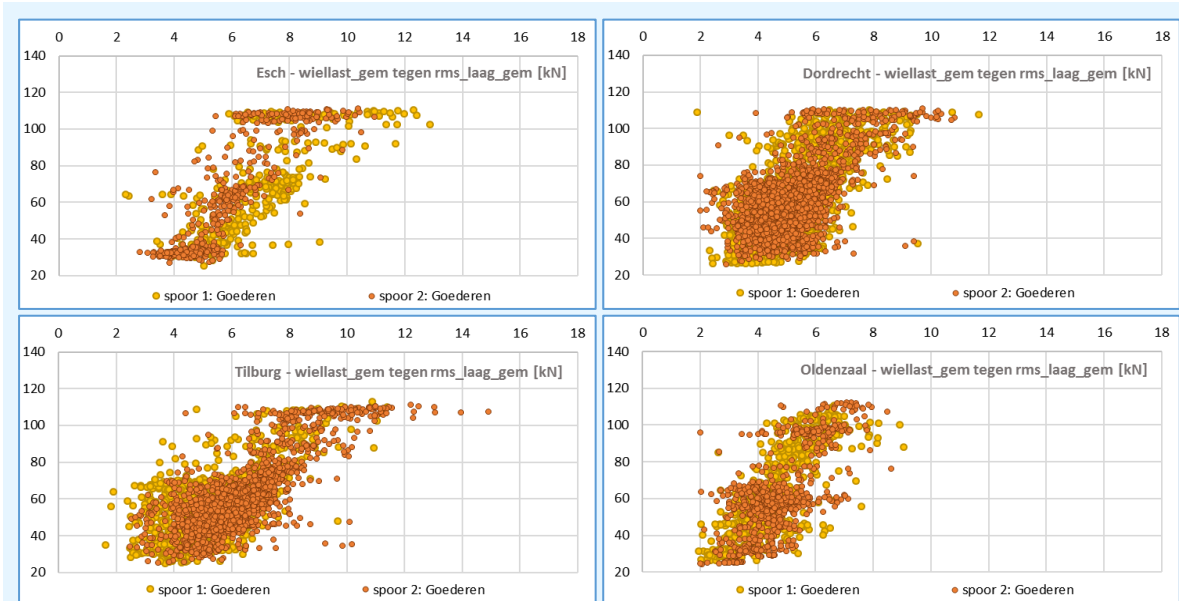 0 2 4 6 8 10 12 14 16 18
140
Esch - wiellast_gem tegen rms_laag_gem [kN]
120
100
80
60
40
20
spoor 1: Goederen spoor 2: Goederen
0 2 4 6 8 10 12 14 16 18
140
Dordrecht - wiellast_gem tegen rms_laag_gem [kN]
120
100
80
60
40
20
spoor 1: Goederen spoor 2: Goederen
0 2 4 6 8 10 12 14 16 18
140
Tilburg - wiellast_gem tegen rms_laag_gem [kN]
120
100
80
60
40
20
spoor 1: Goederen spoor 2: Goederen
0 2 4 6 8 10 12 14 16 18
140
Oldenzaal - wiellast_gem tegen rms_laag_gem [kN]
120
100
80
60
40
20
spoor 1: Goederen spoor 2: Goederen